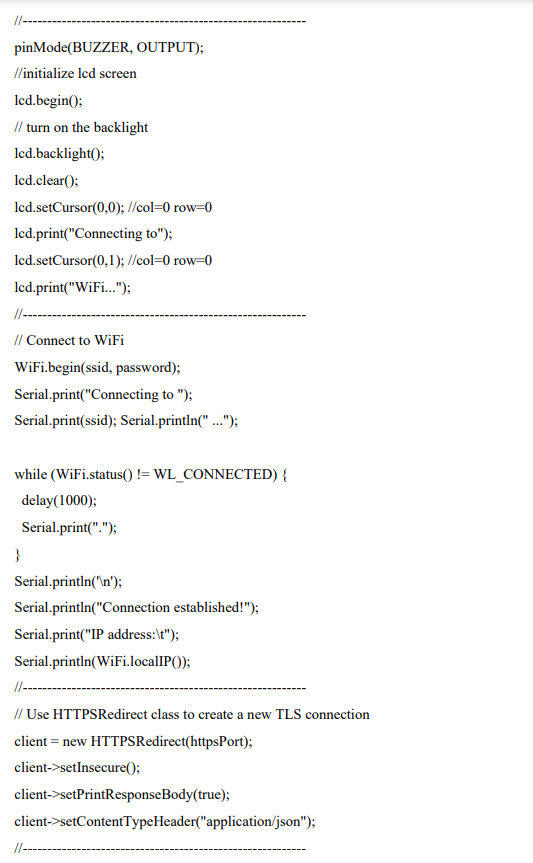 //----------------------------------------------------------
pinMode(BUZZER, OUTPUT);
//initialize lcd screen
lcd.begin();
// turn on the backlight
lcd.backlight();
lcd.clear();
lcd.setCursor(0,0); //col=0 row=0
lcd.print("Connecting to");
lcd.setCursor(0,1); //col=0 row=0
lcd.print("WiFi...");
//----------------------------------------------------------
// Connect to WiFi
WiFi.begin(ssid, password);
Serial.print("Connecting to ");
Serial.print(ssid); Serial.println(" ...");

while (WiFi.status() != WL_CONNECTED) {
  delay(1000);
  Serial.print(".");
}
Serial.println('\n');
Serial.println("Connection established!");
Serial.print("IP address:\t");
Serial.println(WiFi.localIP());
//----------------------------------------------------------
// Use HTTPSRedirect class to create a new TLS connection
client = new HTTPSRedirect(httpsPort);
client->setInsecure();
client->setPrintResponseBody(true);
client->setContentTypeHeader("application/json");
//----------------------------------------------------------